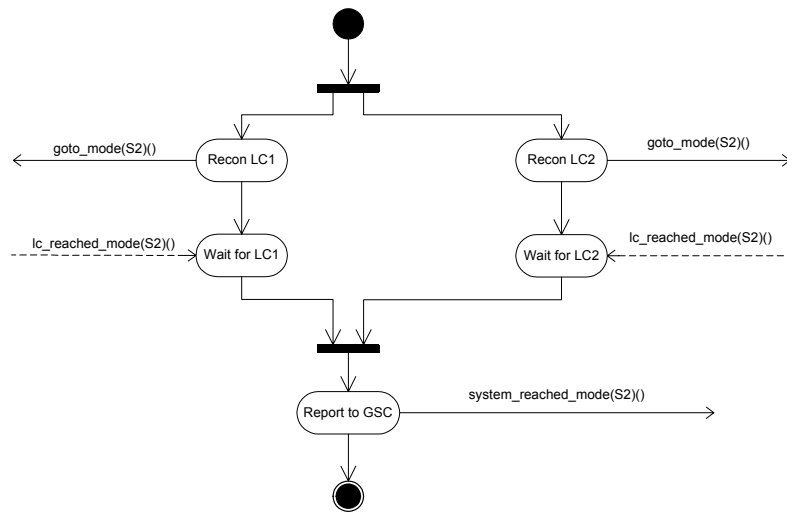 goto_mode(S2)()
Recon LC1
Recon LC2
goto_mode(S2)()
lc_reached_mode(S2)()
Wait for LC1
Wait for LC2
lc_reached_mode(S2)()
Report to GSC
system_reached_mode(S2)()